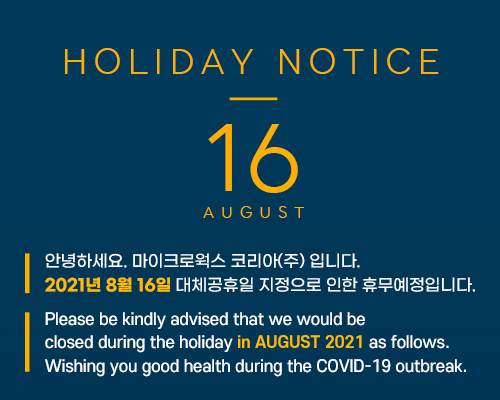 HOLIDAY NOTICE
16
AUGUST
안녕하세요. 마이크로웍스 코리아(주) 입니다.
2021년 8월 16일 대체공휴일 지정으로 인한 휴무예정입니다.
Please be kindly advised that we would be
closed during the holiday in AUGUST 2021 as follows.
Wishing you good health during the COVID-19 outbreak.